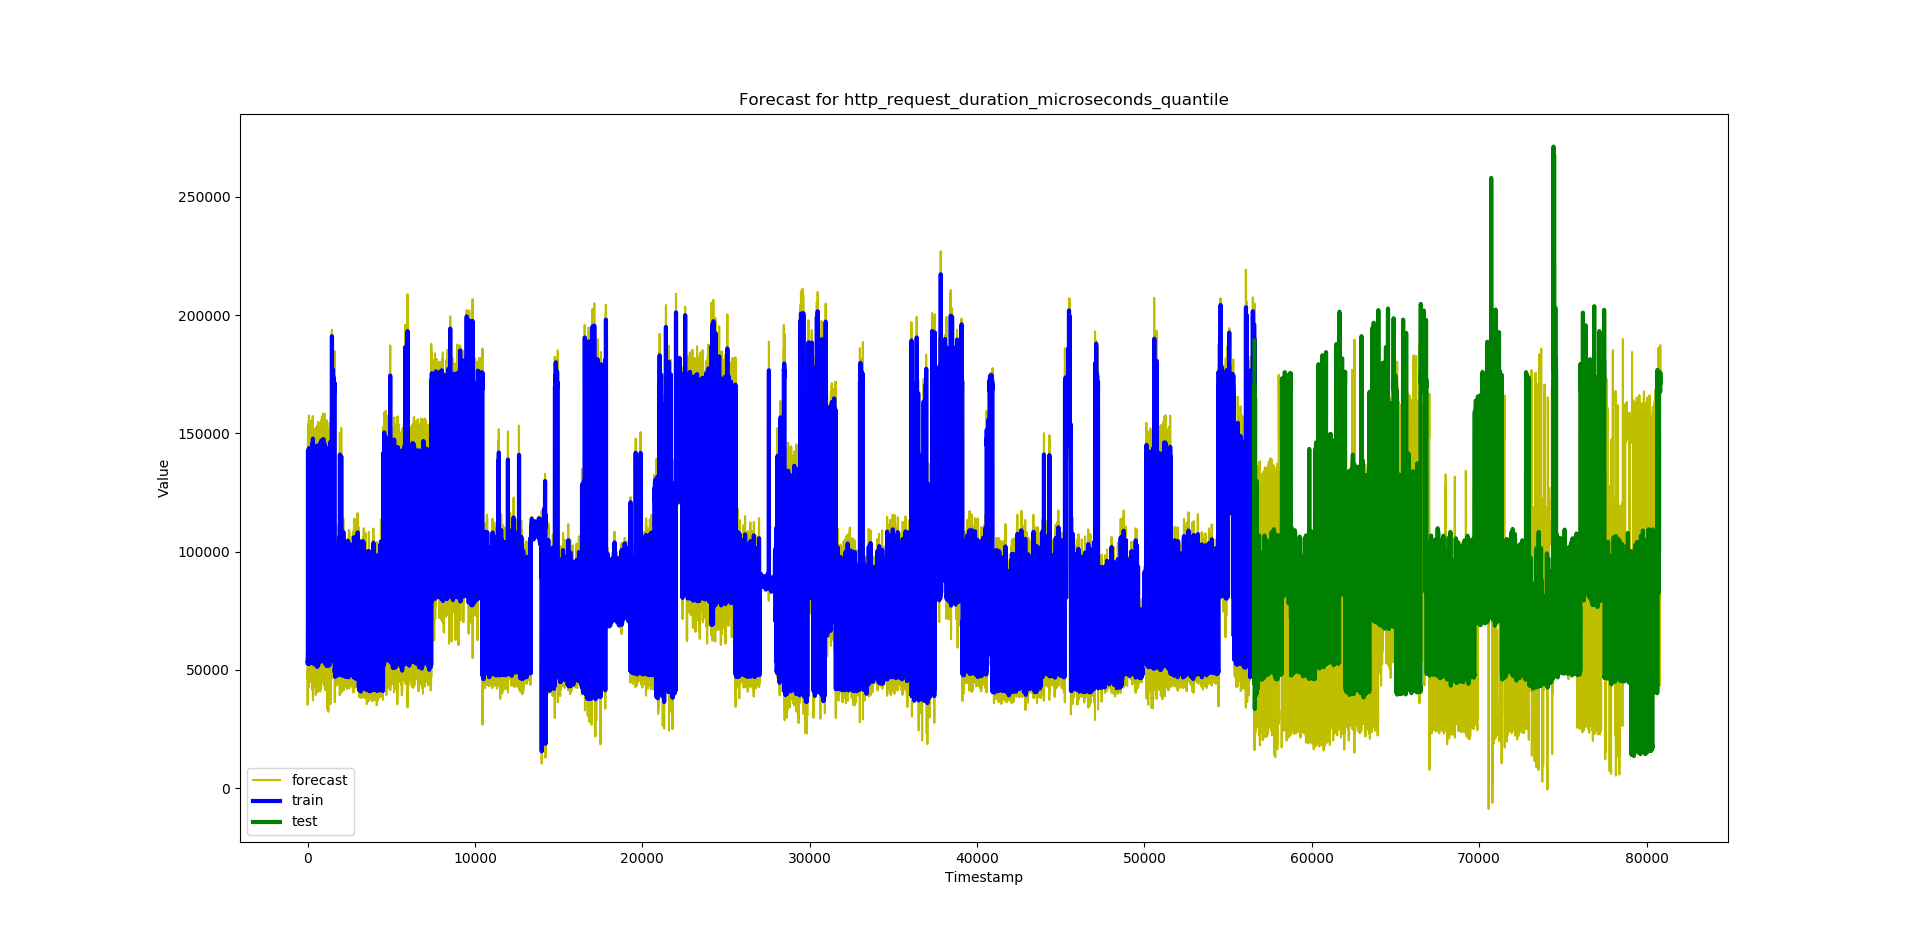 Forecast for http_request_duration_microseconds_quantile
Value
250000
200000
150000
100000
50000
0
forecast
train
test
0 10000 20000 30000 40000 50000 60000 70000 80000
Timestamp